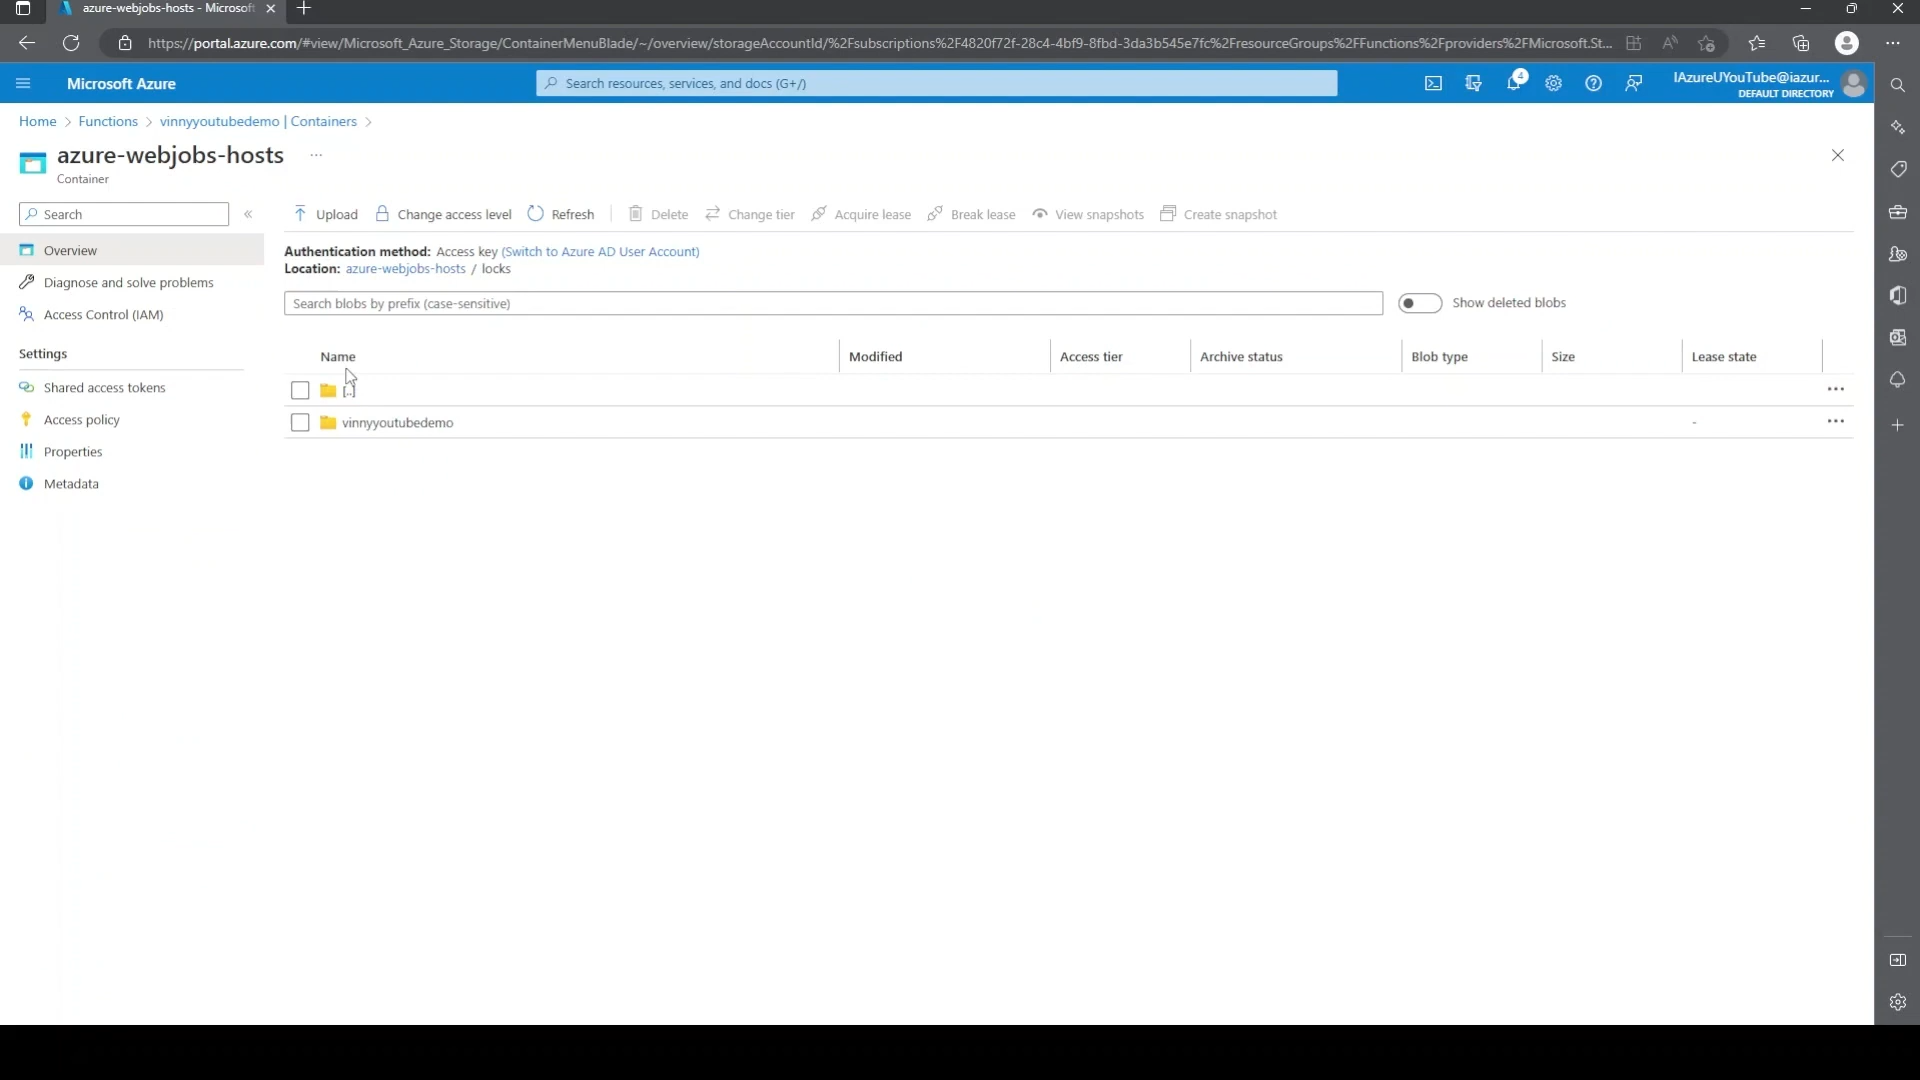 azure-webjobs-hosts - Microsoft
https://portal.azure.com/#view/Microsoft_Azure_Storage/ContainerMenuBlade/~/overview/storageAccountId/%2Fsubscriptions%2F4820f72f-28c4-4bf9-8fbd-3da3b545e7fc%2FresourceGroups%2FFunctions%2Fproviders%2FMicrosoft.St...
Microsoft Azure
Search resources, services, and docs (G+/)
4
IAzureUYouTube@iazur...
DEFAULT DIRECTORY
Home > Functions > vinnyyoutubedemo | Containers >
azure-webjobs-hosts ...
Container
Search
«
Upload
Change access level
Refresh
Delete
Change tier
Acquire lease
Break lease
View snapshots
Create snapshot
Overview
Diagnose and solve problems
Access Control (IAM)
Settings
Shared access tokens
Access policy
Properties
Metadata
Authentication method: Access key (Switch to Azure AD User Account)
Location: azure-webjobs-hosts / locks
Search blobs by prefix (case-sensitive)
Show deleted blobs
Name Modified Access tier Archive status Blob type Size Lease state
[..]
vinnyyoutubedemo -